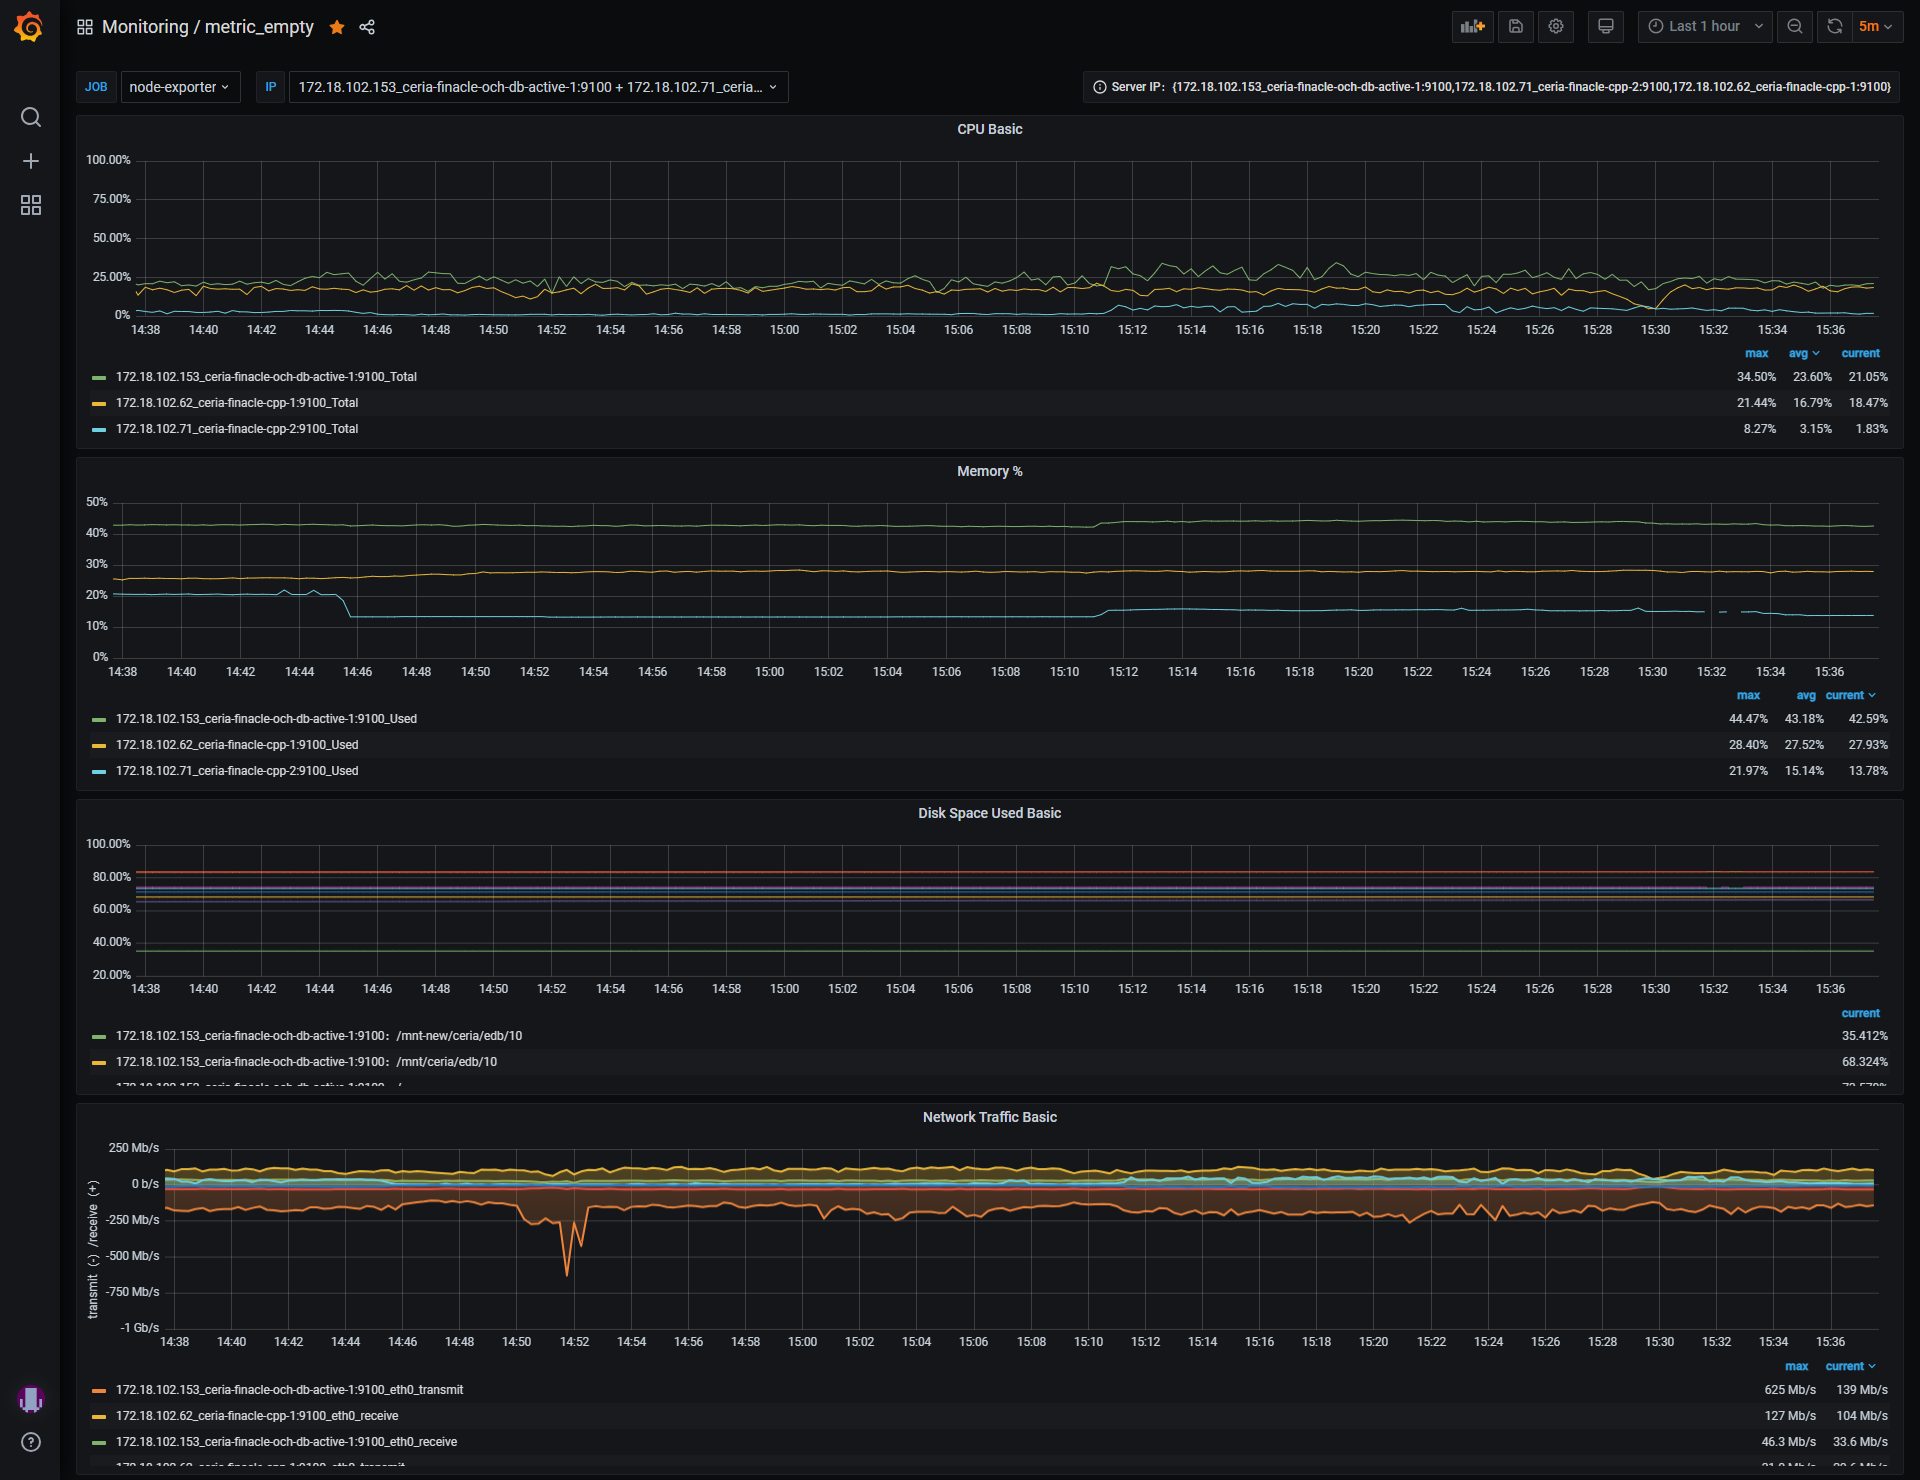 Monitoring / metric_empty
Last 1 hour
5m
JOB node-exporter
IP 172.18.102.153_ceria-finacle-och-db-active-1:9100 + 172.18.102.71_ceria...
Server IP: {172.18.102.153_ceria-finacle-och-db-active-1:9100,172.18.102.71_ceria-finacle-cpp-2:9100,172.18.102.62_ceria-finacle-cpp-1:9100}
CPU Basic
100.00%
75.00%
50.00%
25.00%
0%
14:38 14:40 14:42 14:44 14:46 14:48 14:50 14:52 14:54 14:56 14:58 15:00 15:02 15:04 15:06 15:08 15:10 15:12 15:14 15:16 15:18 15:20 15:22 15:24 15:26 15:28 15:30 15:32 15:34 15:36
max avg current
172.18.102.153_ceria-finacle-och-db-active-1:9100_Total 34.50% 23.60% 21.05%
172.18.102.62_ceria-finacle-cpp-1:9100_Total 21.44% 16.79% 18.47%
172.18.102.71_ceria-finacle-cpp-2:9100_Total 8.27% 3.15% 1.83%
Memory %
50%
40%
30%
20%
10%
0%
14:38 14:40 14:42 14:44 14:46 14:48 14:50 14:52 14:54 14:56 14:58 15:00 15:02 15:04 15:06 15:08 15:10 15:12 15:14 15:16 15:18 15:20 15:22 15:24 15:26 15:28 15:30 15:32 15:34 15:36
max avg current
172.18.102.153_ceria-finacle-och-db-active-1:9100_Used 44.47% 43.18% 42.59%
172.18.102.62_ceria-finacle-cpp-1:9100_Used 28.40% 27.52% 27.93%
172.18.102.71_ceria-finacle-cpp-2:9100_Used 21.97% 15.14% 13.78%
Disk Space Used Basic
100.00%
80.00%
60.00%
40.00%
20.00%
14:38 14:40 14:42 14:44 14:46 14:48 14:50 14:52 14:54 14:56 14:58 15:00 15:02 15:04 15:06 15:08 15:10 15:12 15:14 15:16 15:18 15:20 15:22 15:24 15:26 15:28 15:30 15:32 15:34 15:36
current
172.18.102.153_ceria-finacle-och-db-active-1:9100: /mnt-new/ceria/edb/10 35.412%
172.18.102.153_ceria-finacle-och-db-active-1:9100: /mnt/ceria/edb/10 68.324%
Network Traffic Basic
transmit (-) /receive (+)
250 Mb/s
0 b/s
-250 Mb/s
-500 Mb/s
-750 Mb/s
-1 Gb/s
14:38 14:40 14:42 14:44 14:46 14:48 14:50 14:52 14:54 14:56 14:58 15:00 15:02 15:04 15:06 15:08 15:10 15:12 15:14 15:16 15:18 15:20 15:22 15:24 15:26 15:28 15:30 15:32 15:34 15:36
max current
172.18.102.153_ceria-finacle-och-db-active-1:9100_eth0_transmit 625 Mb/s 139 Mb/s
172.18.102.62_ceria-finacle-cpp-1:9100_eth0_receive 127 Mb/s 104 Mb/s
172.18.102.153_ceria-finacle-och-db-active-1:9100_eth0_receive 46.3 Mb/s 33.6 Mb/s